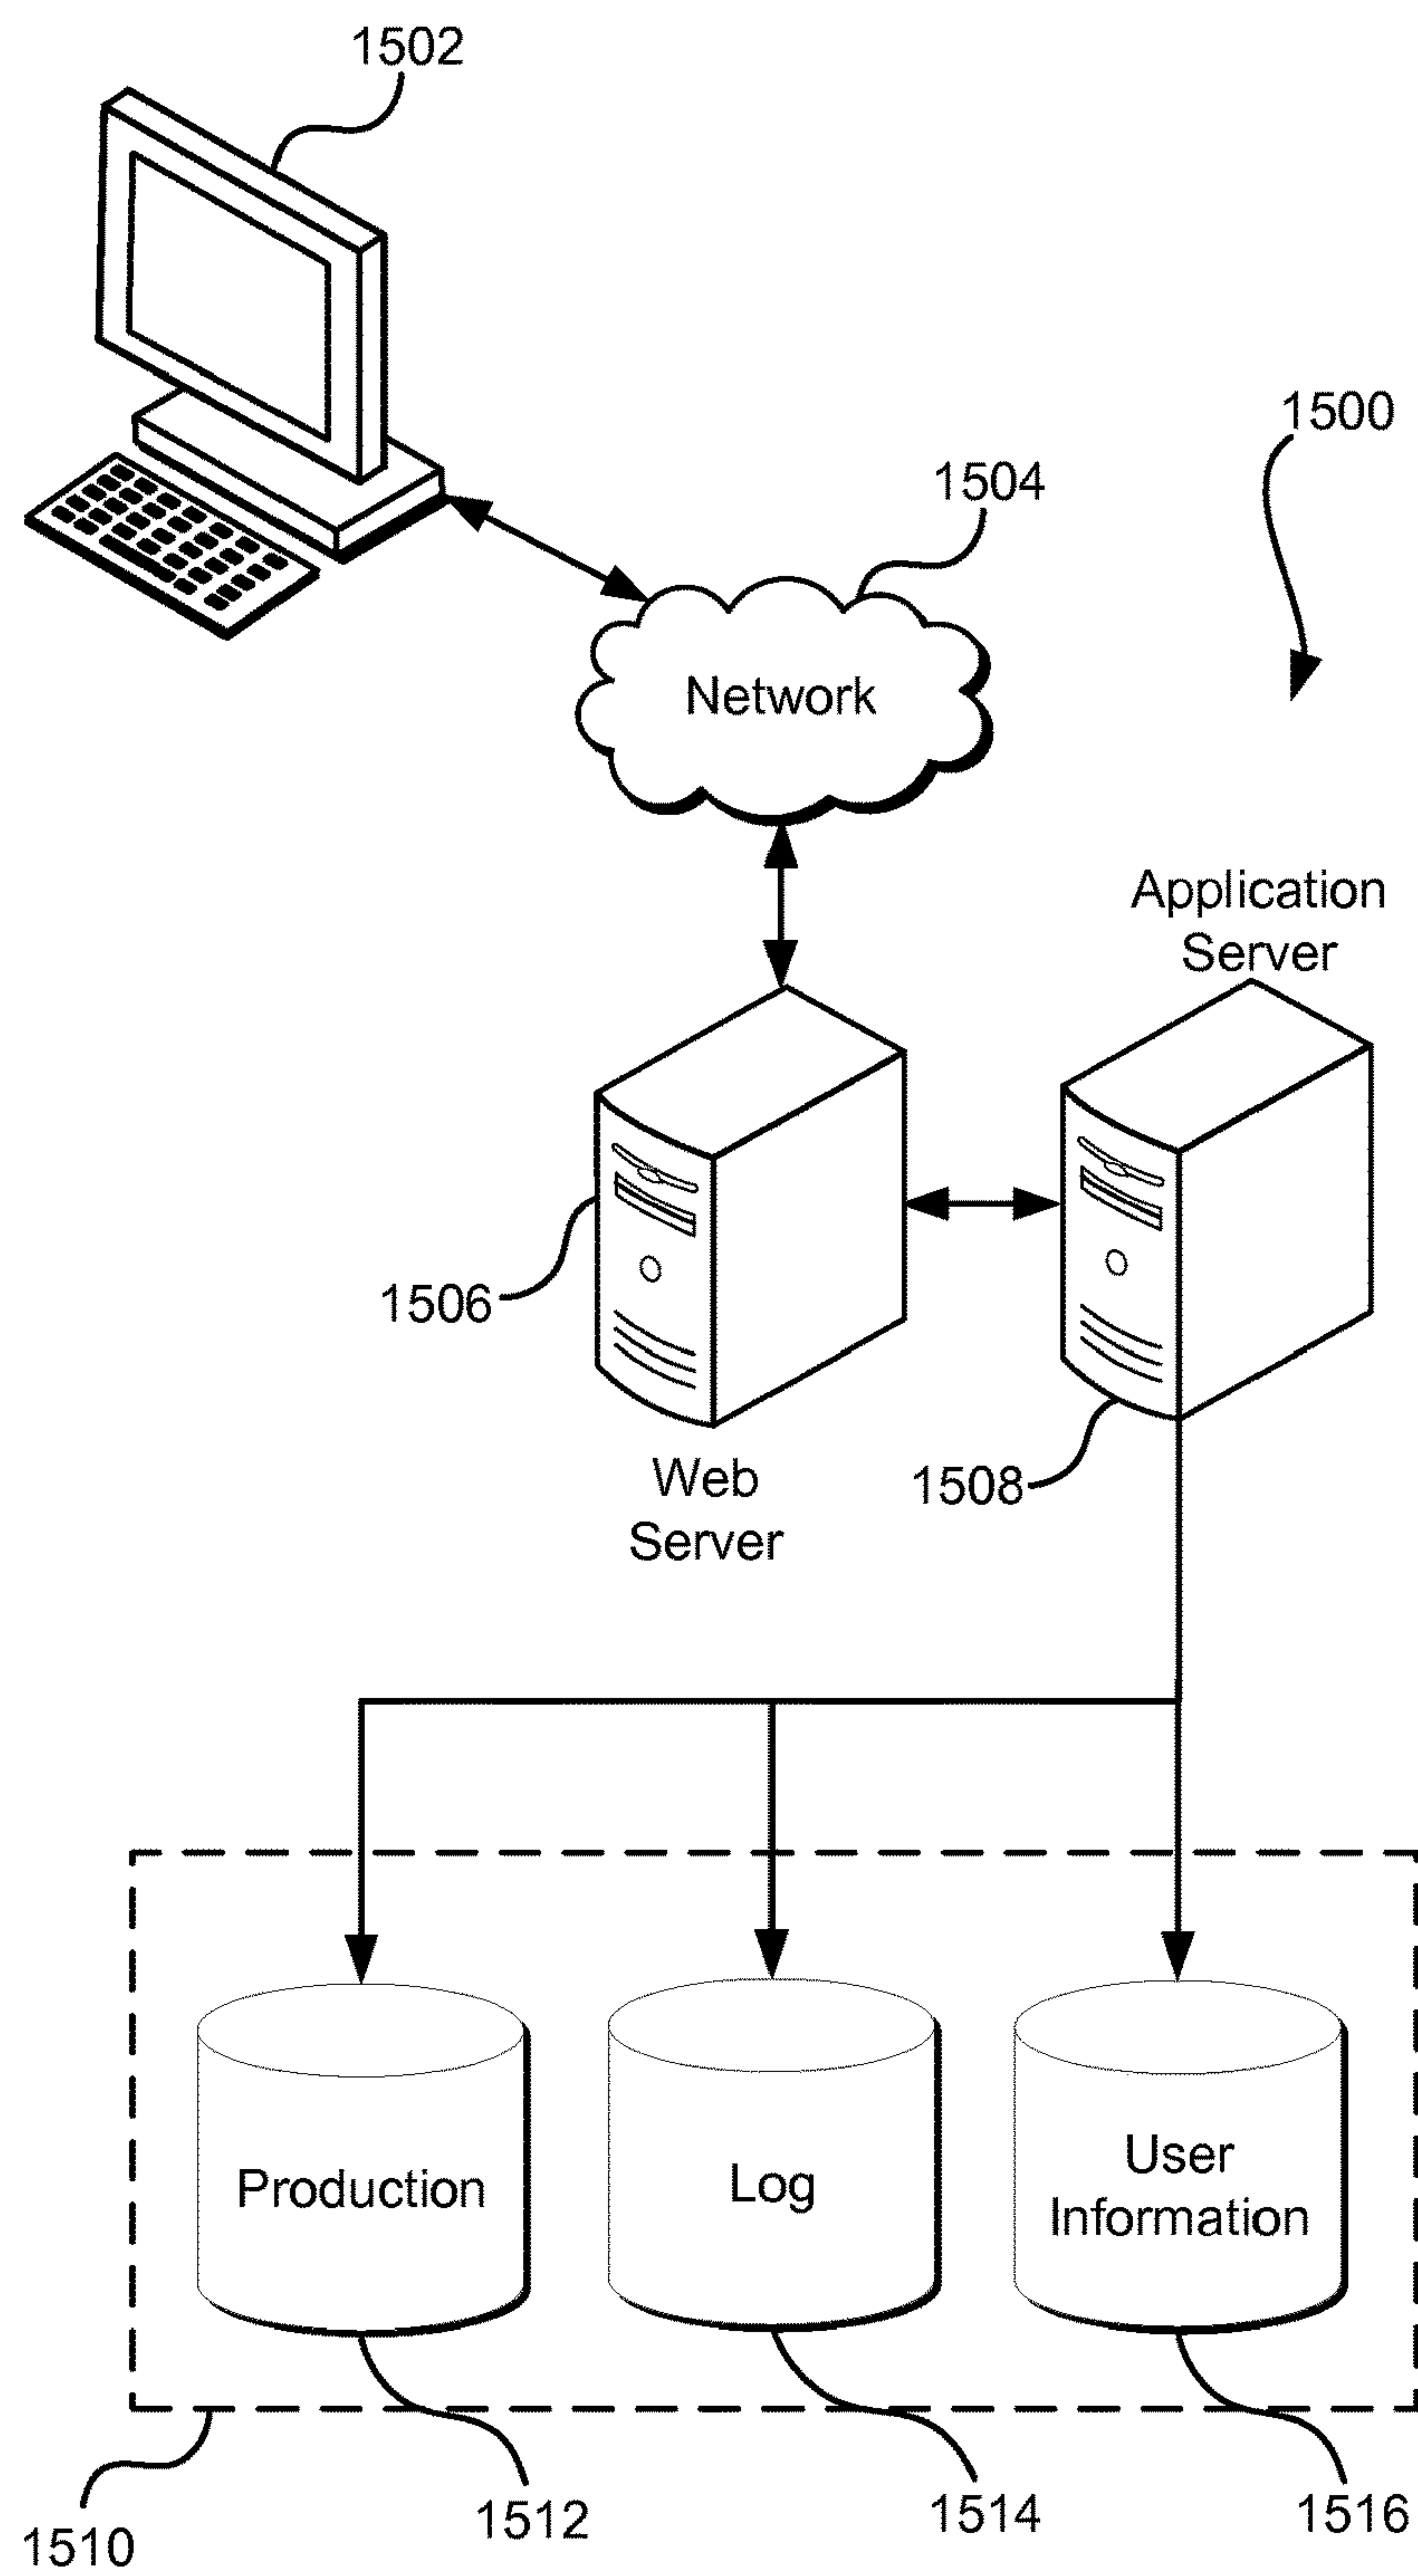 1502
1500
1504
Network
Application
Server
1506
Web
Server
1508
Production
Log
User
Information
1510
1512
1514
1516